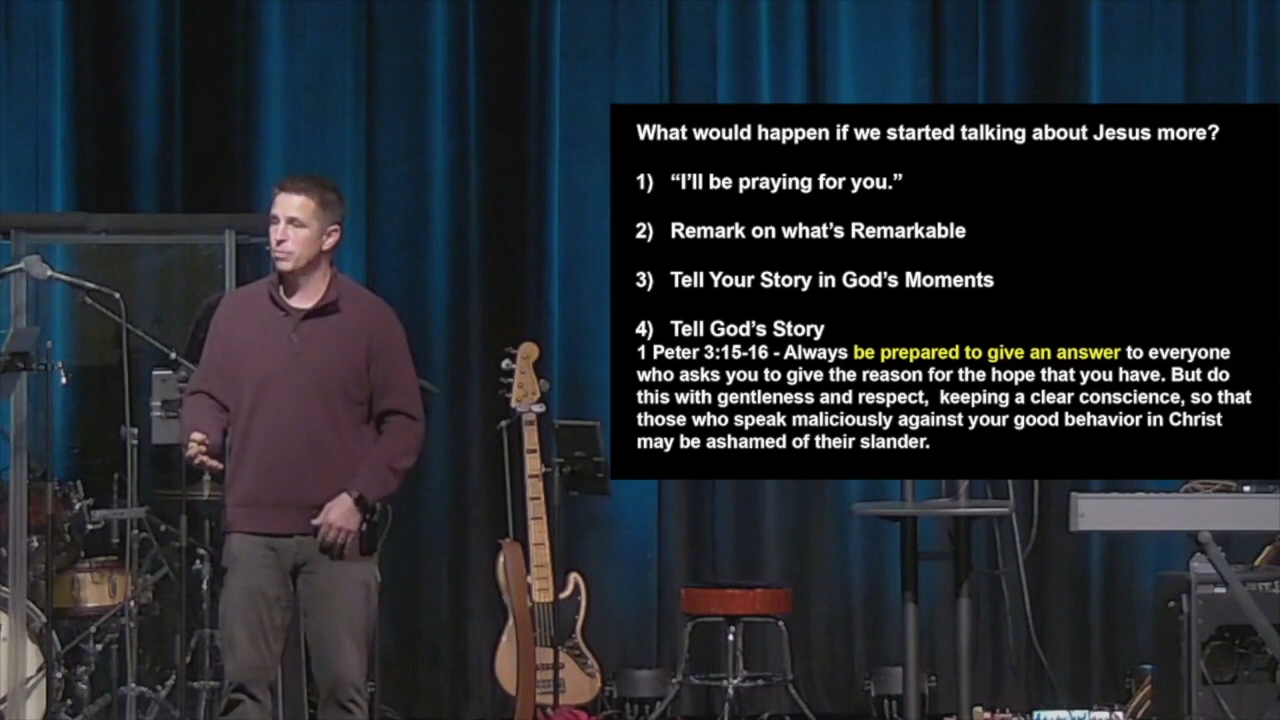 What would happen if we started talking about Jesus more?
1) “I’ll be praying for you.”
2) Remark on what’s Remarkable
3) Tell Your Story in God’s Moments
4) Tell God’s Story
1 Peter 3:15-16 - Always be prepared to give an answer to everyone
who asks you to give the reason for the hope that you have. But do
this with gentleness and respect, keeping a clear conscience, so that
those who speak maliciously against your good behavior in Christ
may be ashamed of their slander.